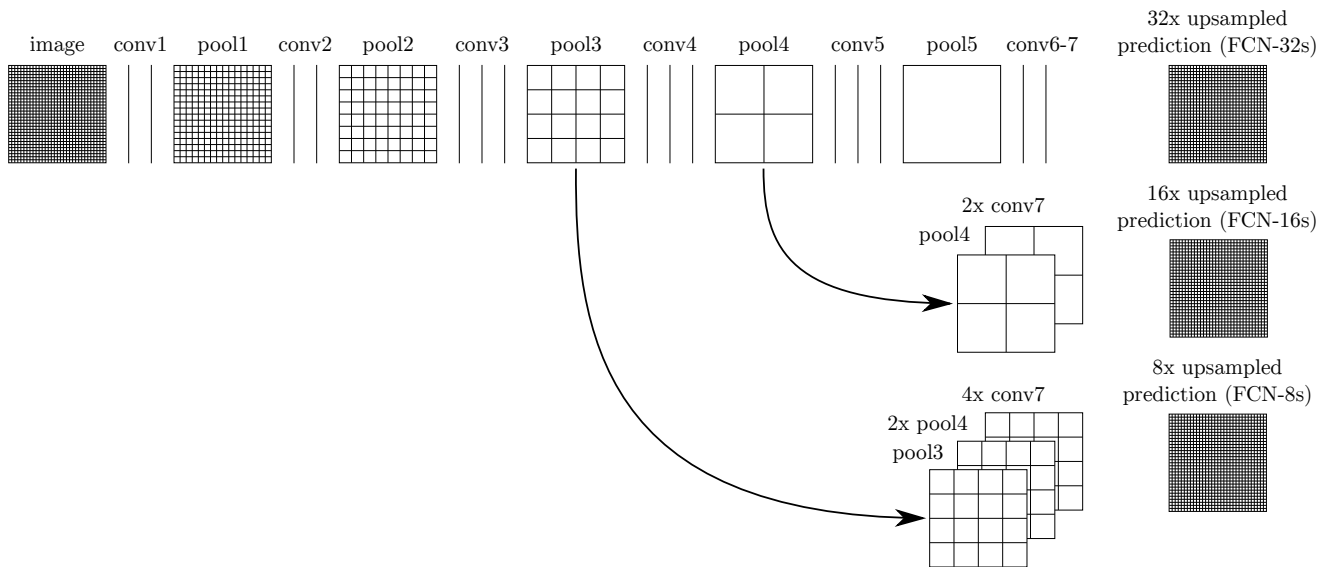 image conv1 pool1 conv2 pool2 conv3 pool3 conv4 pool4 conv5 pool5 conv6-7
32x upsampled
prediction (FCN-32s)
16x upsampled
prediction (FCN-16s)
2x conv7
pool4
8x upsampled
prediction (FCN-8s)
4x conv7
2x pool4
pool3